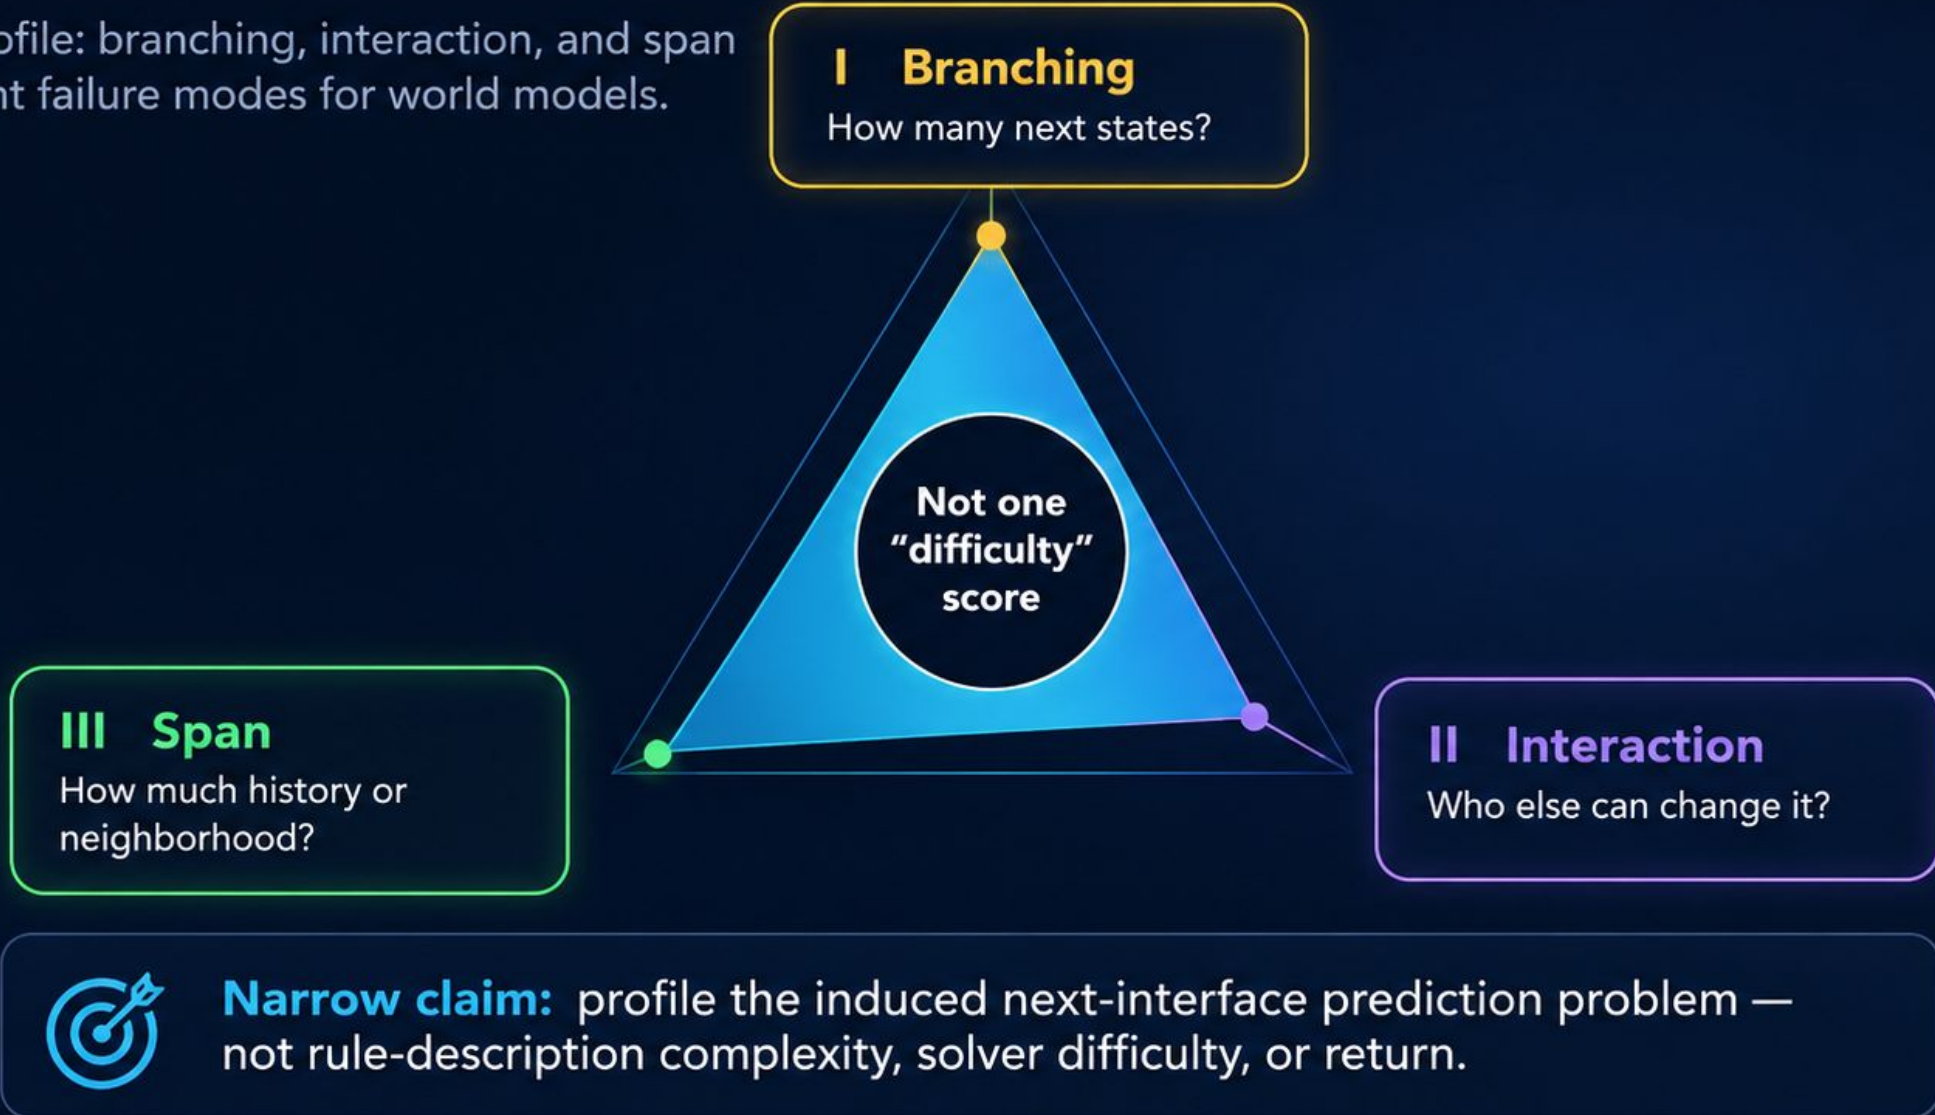 ofile: branching, interaction, and span
nt failure modes for world models.
I Branching
How many next states?
Not one
“difficulty”
score
III Span
How much history or
neighborhood?
II Interaction
Who else can change it?
Narrow claim: profile the induced next-interface prediction problem —
not rule-description complexity, solver difficulty, or return.